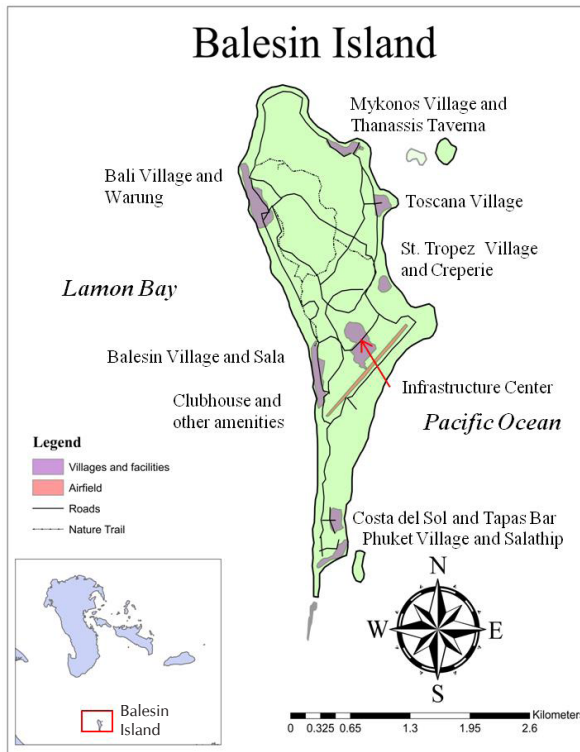 Balesin Island
Mykonos Village and
Thanassis Taverna
Bali Village and
Warung
Toscana Village
St. Tropez Village
and Creperie
Lamon Bay
Balesin Village and Sala
Infrastructure Center
Clubhouse and
other amenities
Pacific Ocean
Legend
Villages and facilities
Airfield
Roads
Nature Trail
Costa del Sol and Tapas Bar
Phuket Village and Salathip
N
W
E
S
Balesin
Island
Kilometers
0 0.325 0.65 1.3 1.95 2.6